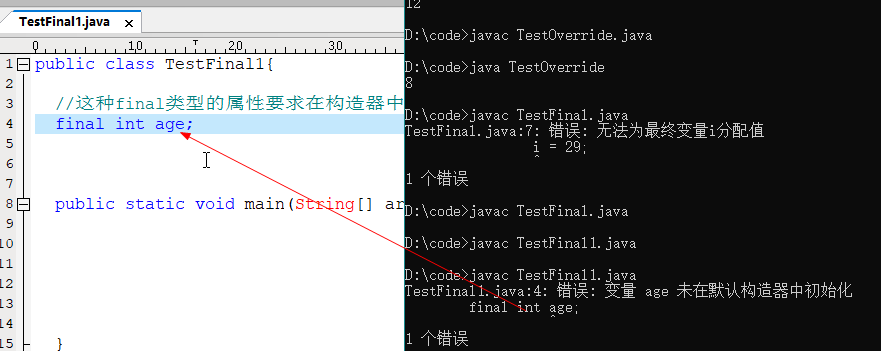 TestFinal1.java ×
0 10 20 30
1 public class TestFinal1{
2
3 //这种final类型的属性要求在构造器中
4 final int age;
5
6
7
8 public static void main(String[] ar
9
10
11
12
13
14
15 }
12
D:\code>javac TestOverride.java
D:\code>java TestOverride
8
D:\code>javac TestFinal.java
TestFinal.java:7: 错误: 无法为最终变量i分配值
i = 29;
^
1 个错误
D:\code>javac TestFinal.java
D:\code>javac TestFinal1.java
D:\code>javac TestFinal1.java
TestFinal1.java:4: 错误: 变量 age 未在默认构造器中初始化
final int age;
^
1 个错误